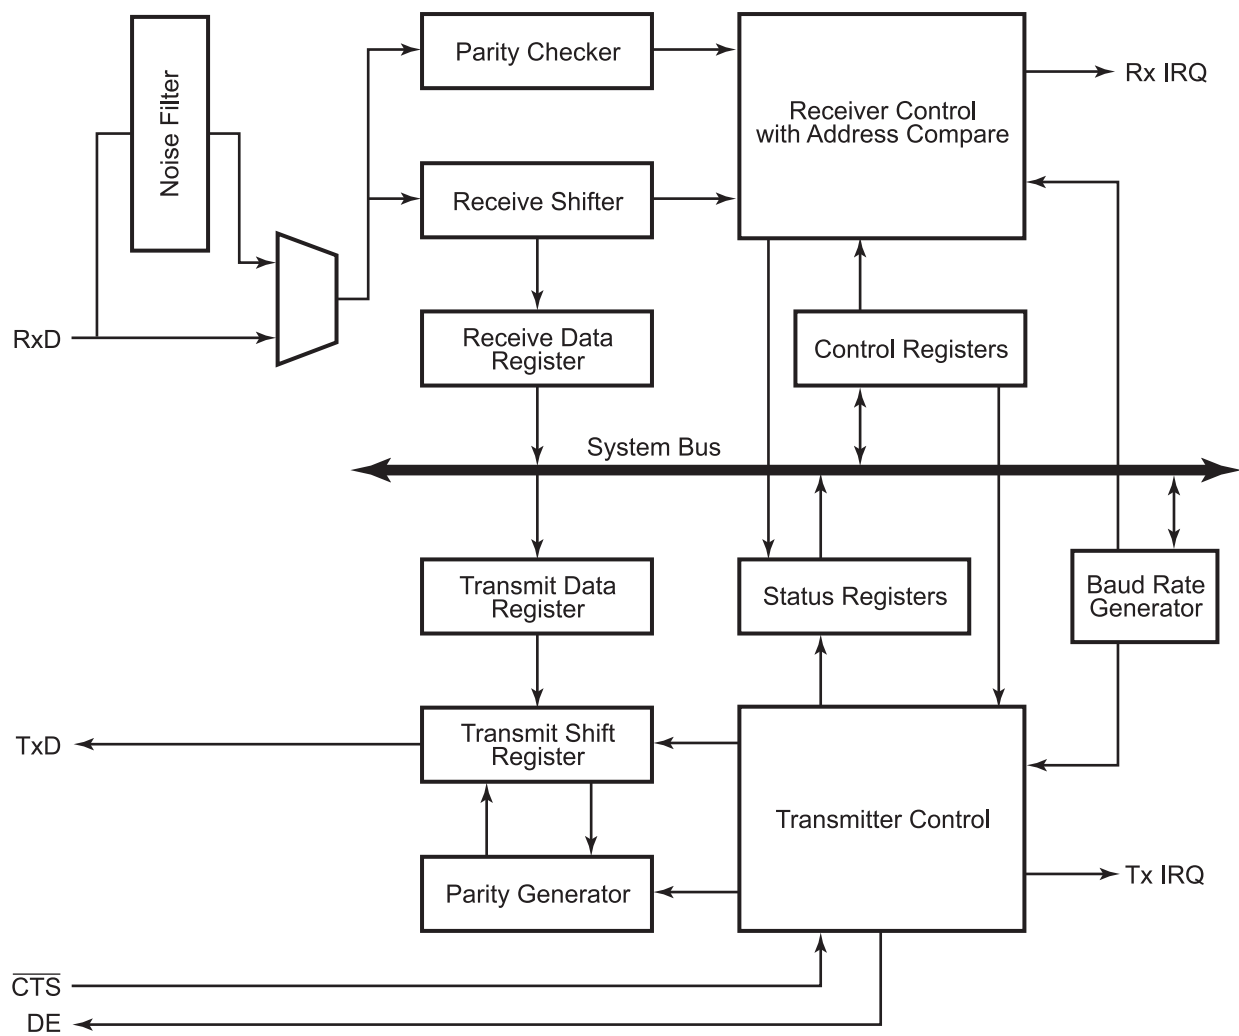 Noise Filter
Parity Checker
Receiver Control
with Address Compare
Rx IRQ
Receive Shifter
RxD
Receive Data
Register
Control Registers
System Bus
Transmit Data
Register
Status Registers
Baud Rate
Generator
TxD
Transmit Shift
Register
Transmitter Control
Parity Generator
Tx IRQ
C̅T̅S̅
DE